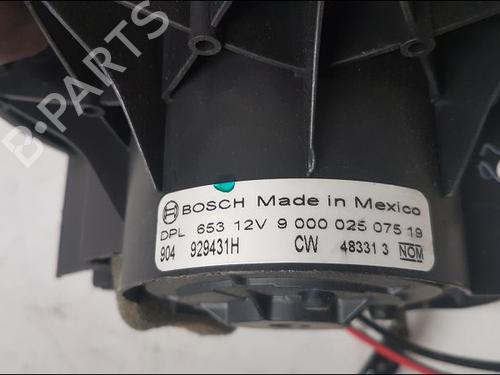 B-PARTS
BOSCH Made in Mexico
DPL 653 12V 9 000 025 075 19
904 929431H CW 48331 3 NOM